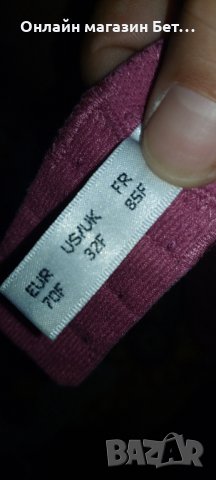 Онлайн магазин Бет...
EUR US/UK FR
70F 32F 85F
BAZAR